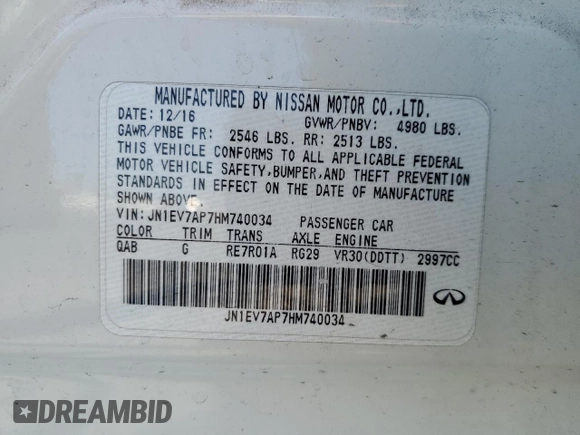 MANUFACTURED BY NISSAN MOTOR CO.,LTD.
DATE: 12/16 GVWR/PNBV: 4980 LBS.
GAWR/PNBE FR: 2546 LBS. RR: 2513 LBS.
THIS VEHICLE CONFORMS TO ALL APPLICABLE FEDERAL
MOTOR VEHICLE SAFETY,BUMPER,AND THEFT PREVENTION
STANDARDS IN EFFECT ON THE DATE OF MANUFACTURE
SHOWN ABOVE.
VIN:JN1EV7AP7HM740034 PASSENGER CAR
COLOR TRIM TRANS AXLE ENGINE
QAB G RE7R01A RG29 VR30(DDTT) 2997CC
JN1EV7AP7HM740034
DREAMBID